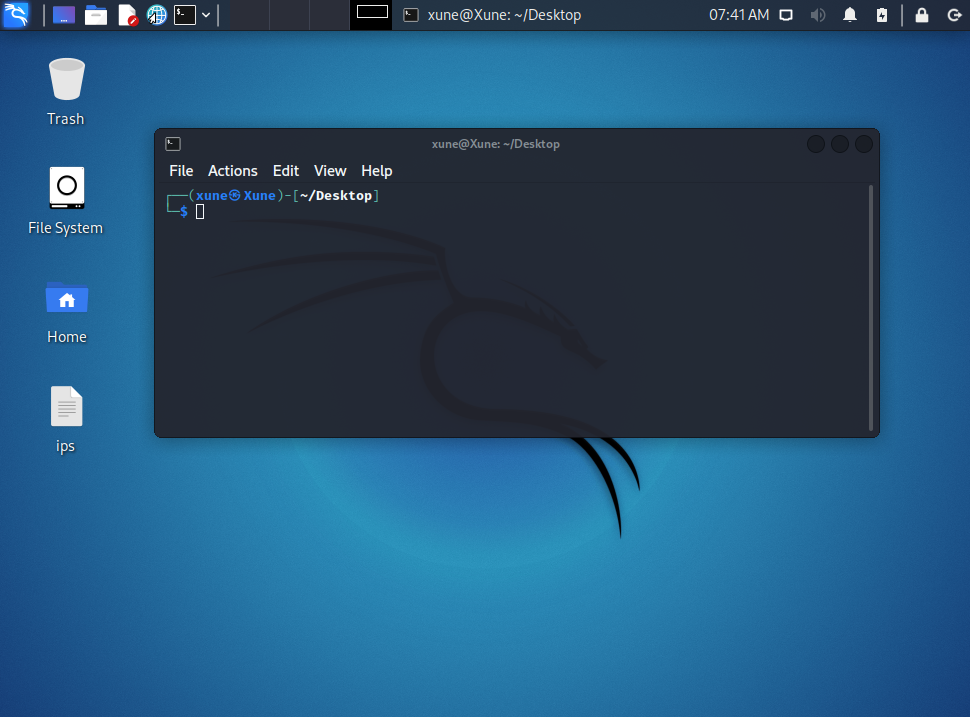 xune@Xune: ~/Desktop
07:41 AM
Trash
File System
Home
ips
xune@Xune: ~/Desktop
File Actions Edit View Help
┌──(xune㉿Xune)-[~/Desktop]
└─$